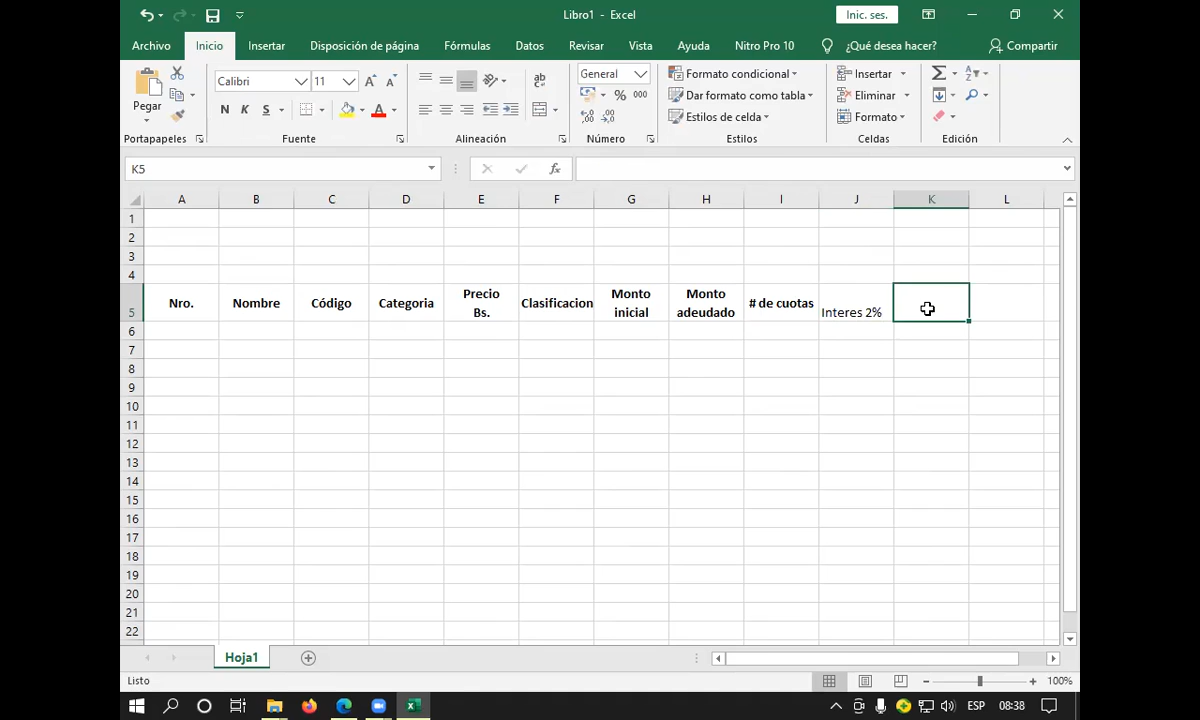 Libro1 - Excel
Inic. ses.
Archivo Inicio Insertar Disposición de página Fórmulas Datos Revisar Vista Ayuda Nitro Pro 10 ¿Qué desea hacer? Compartir
Pegar
Calibri 11
N K S
A A
A
ab
General
% 000
Formato condicional
Dar formato como tabla
Estilos de celda
Insertar
Eliminar
Formato
Portapapeles Fuente Alineación Número Estilos Celdas Edición
K5 fx
A B C D E F G H I J K L
1
2
3
4
5 Nro. Nombre Código Categoria Precio Bs. Clasificacion Monto inicial Monto adeudado # de cuotas Interes 2%
6
7
8
9
10
11
12
13
14
15
16
17
18
19
20
21
22
Hoja1
Listo 100%
ESP 08:38